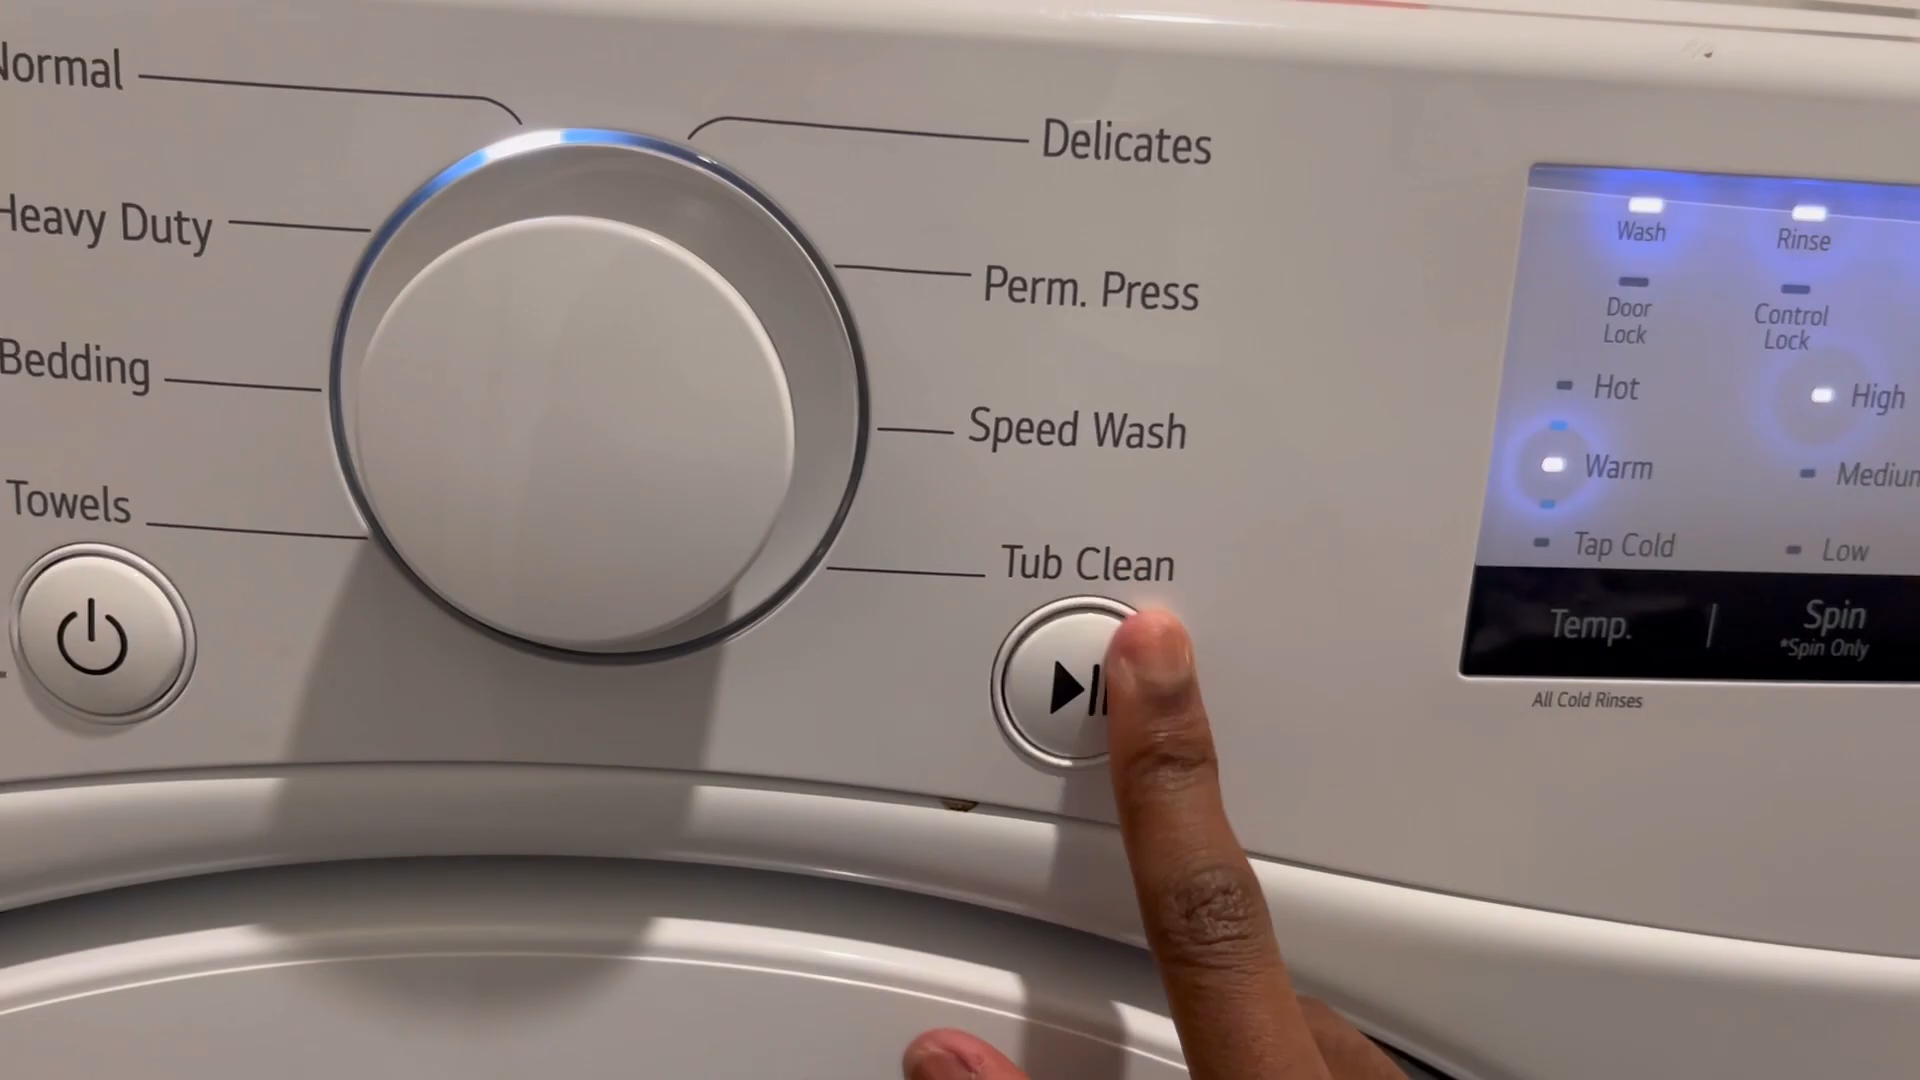 Normal
Delicates
Heavy Duty
Perm. Press
Bedding
Speed Wash
Towels
Tub Clean
Wash
Rinse
Door
Lock
Control
Lock
Hot
High
Warm
Medium
Tap Cold
Low
Temp. | Spin
*Spin Only
All Cold Rinses